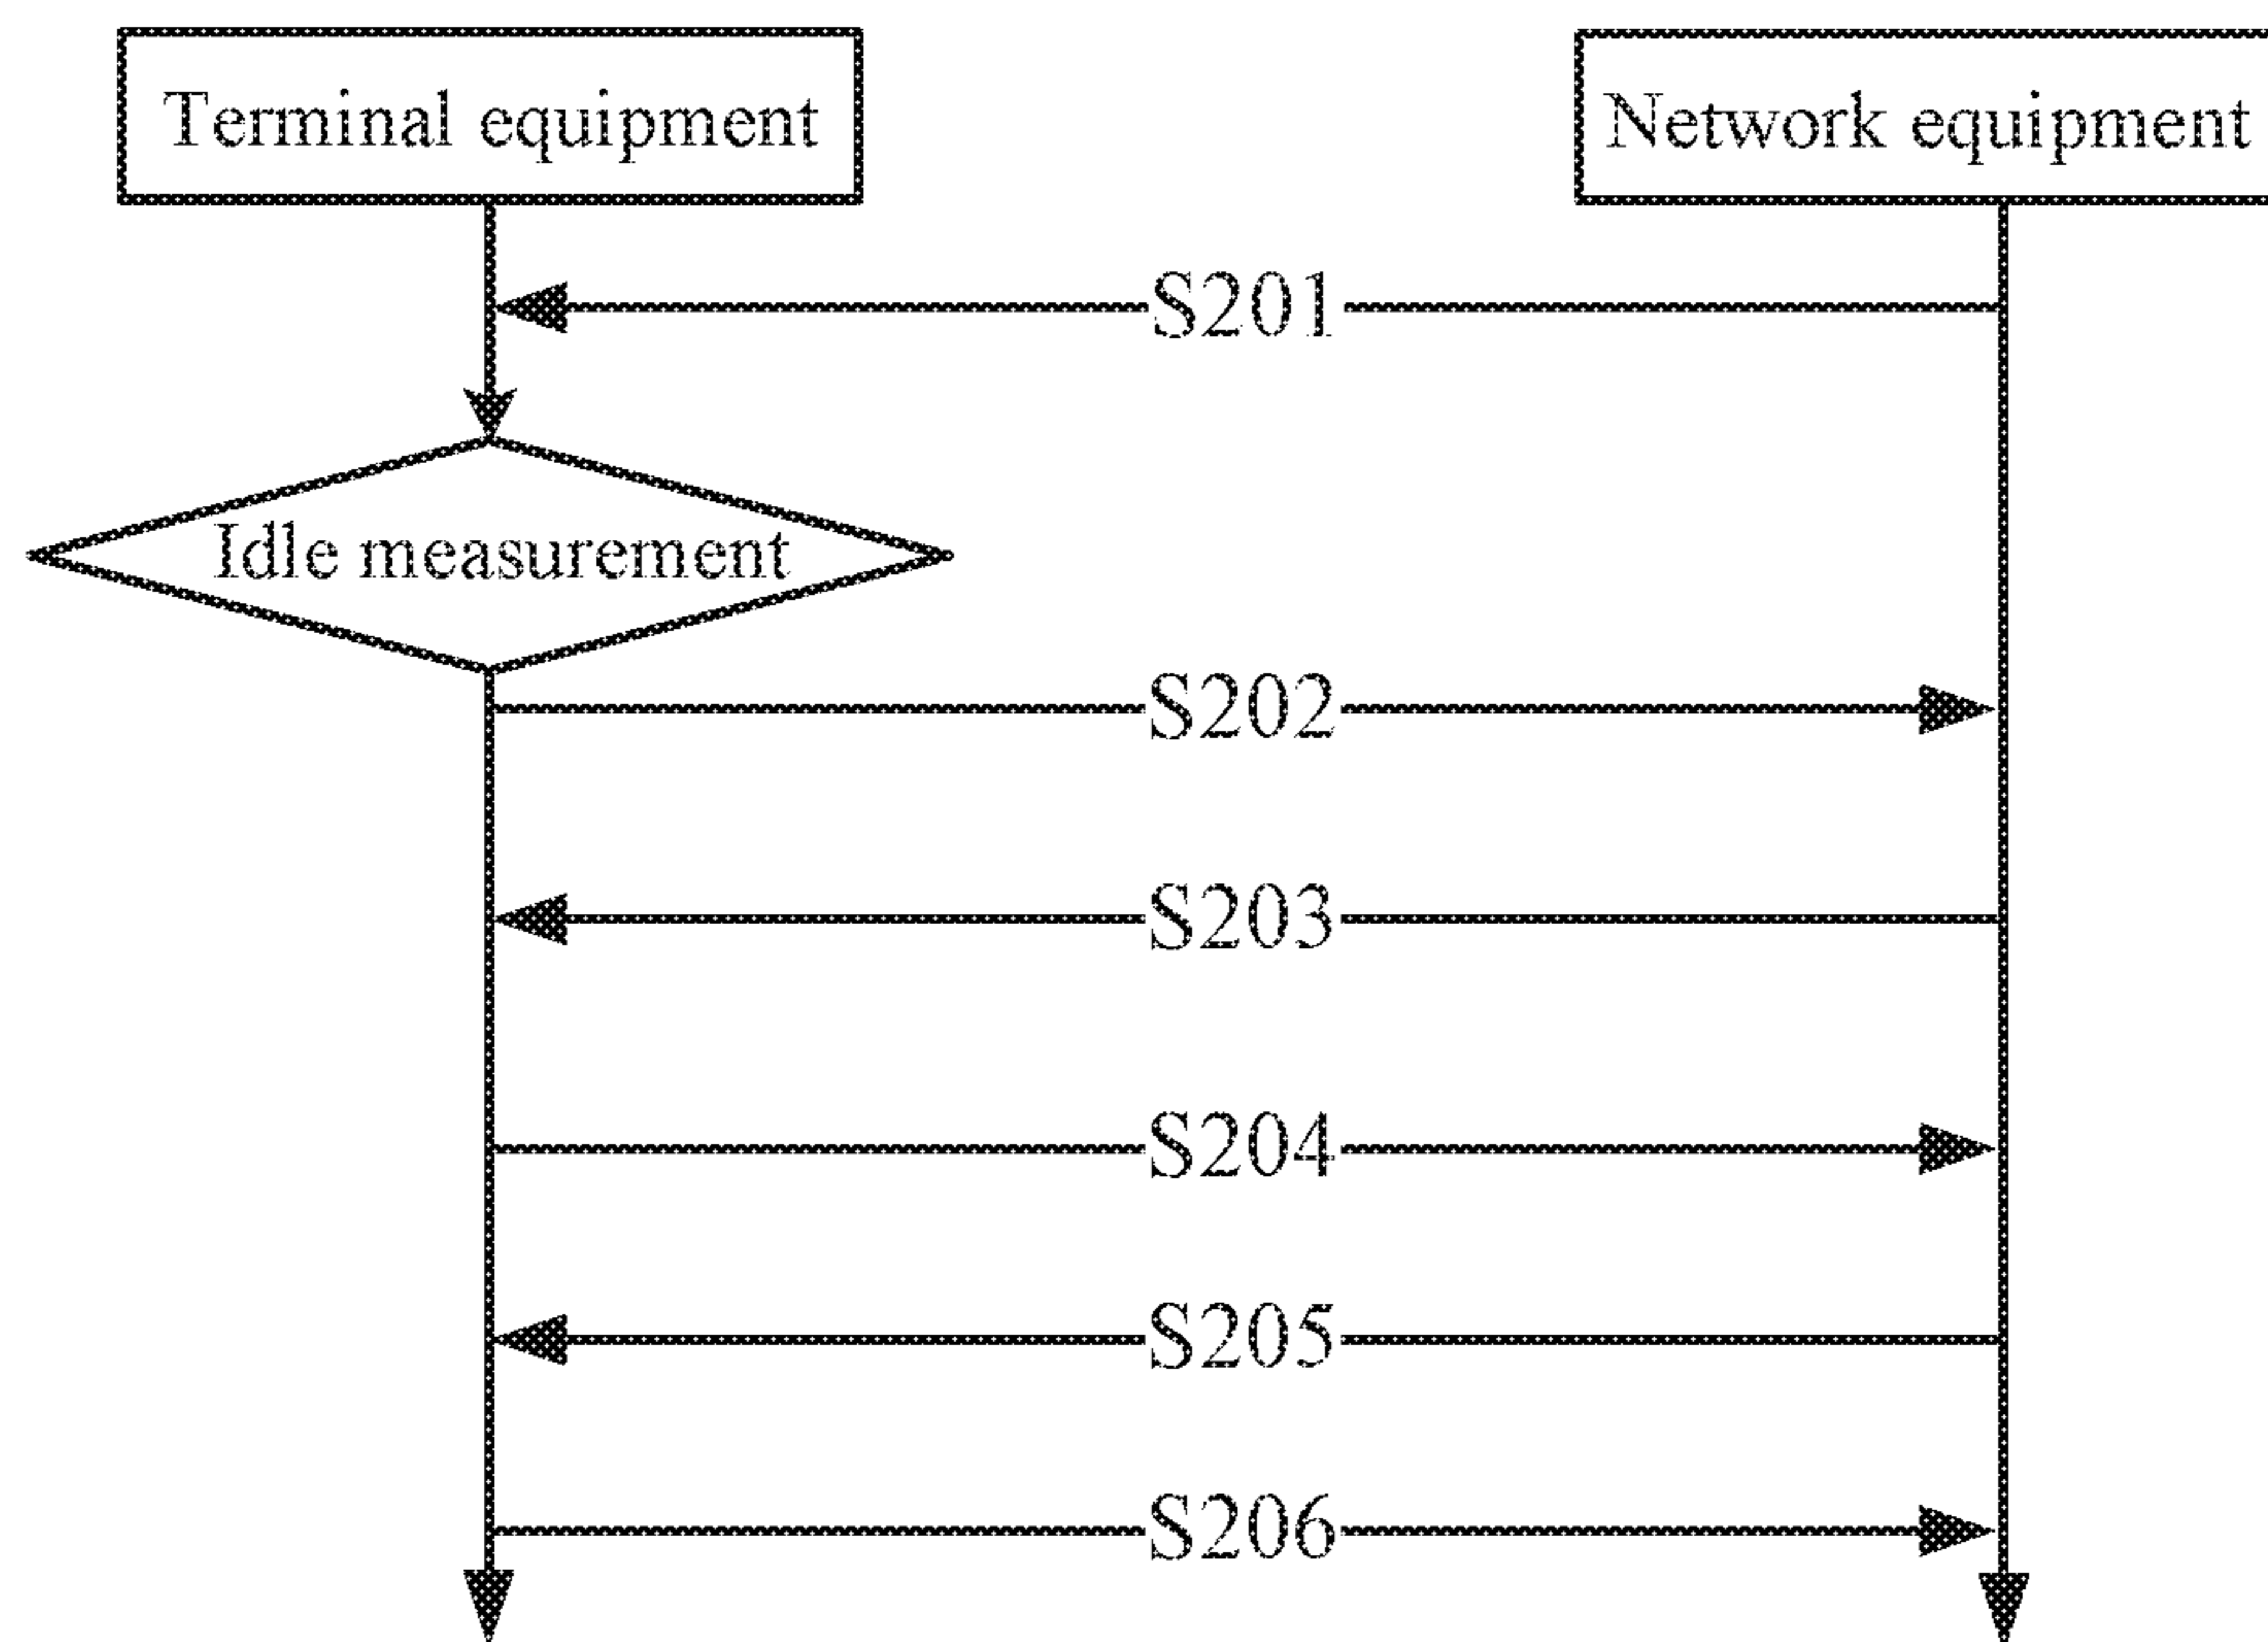 Terminal equipment
Network equipment
S201
Idle measurement
S202
S203
S204
S205
S206